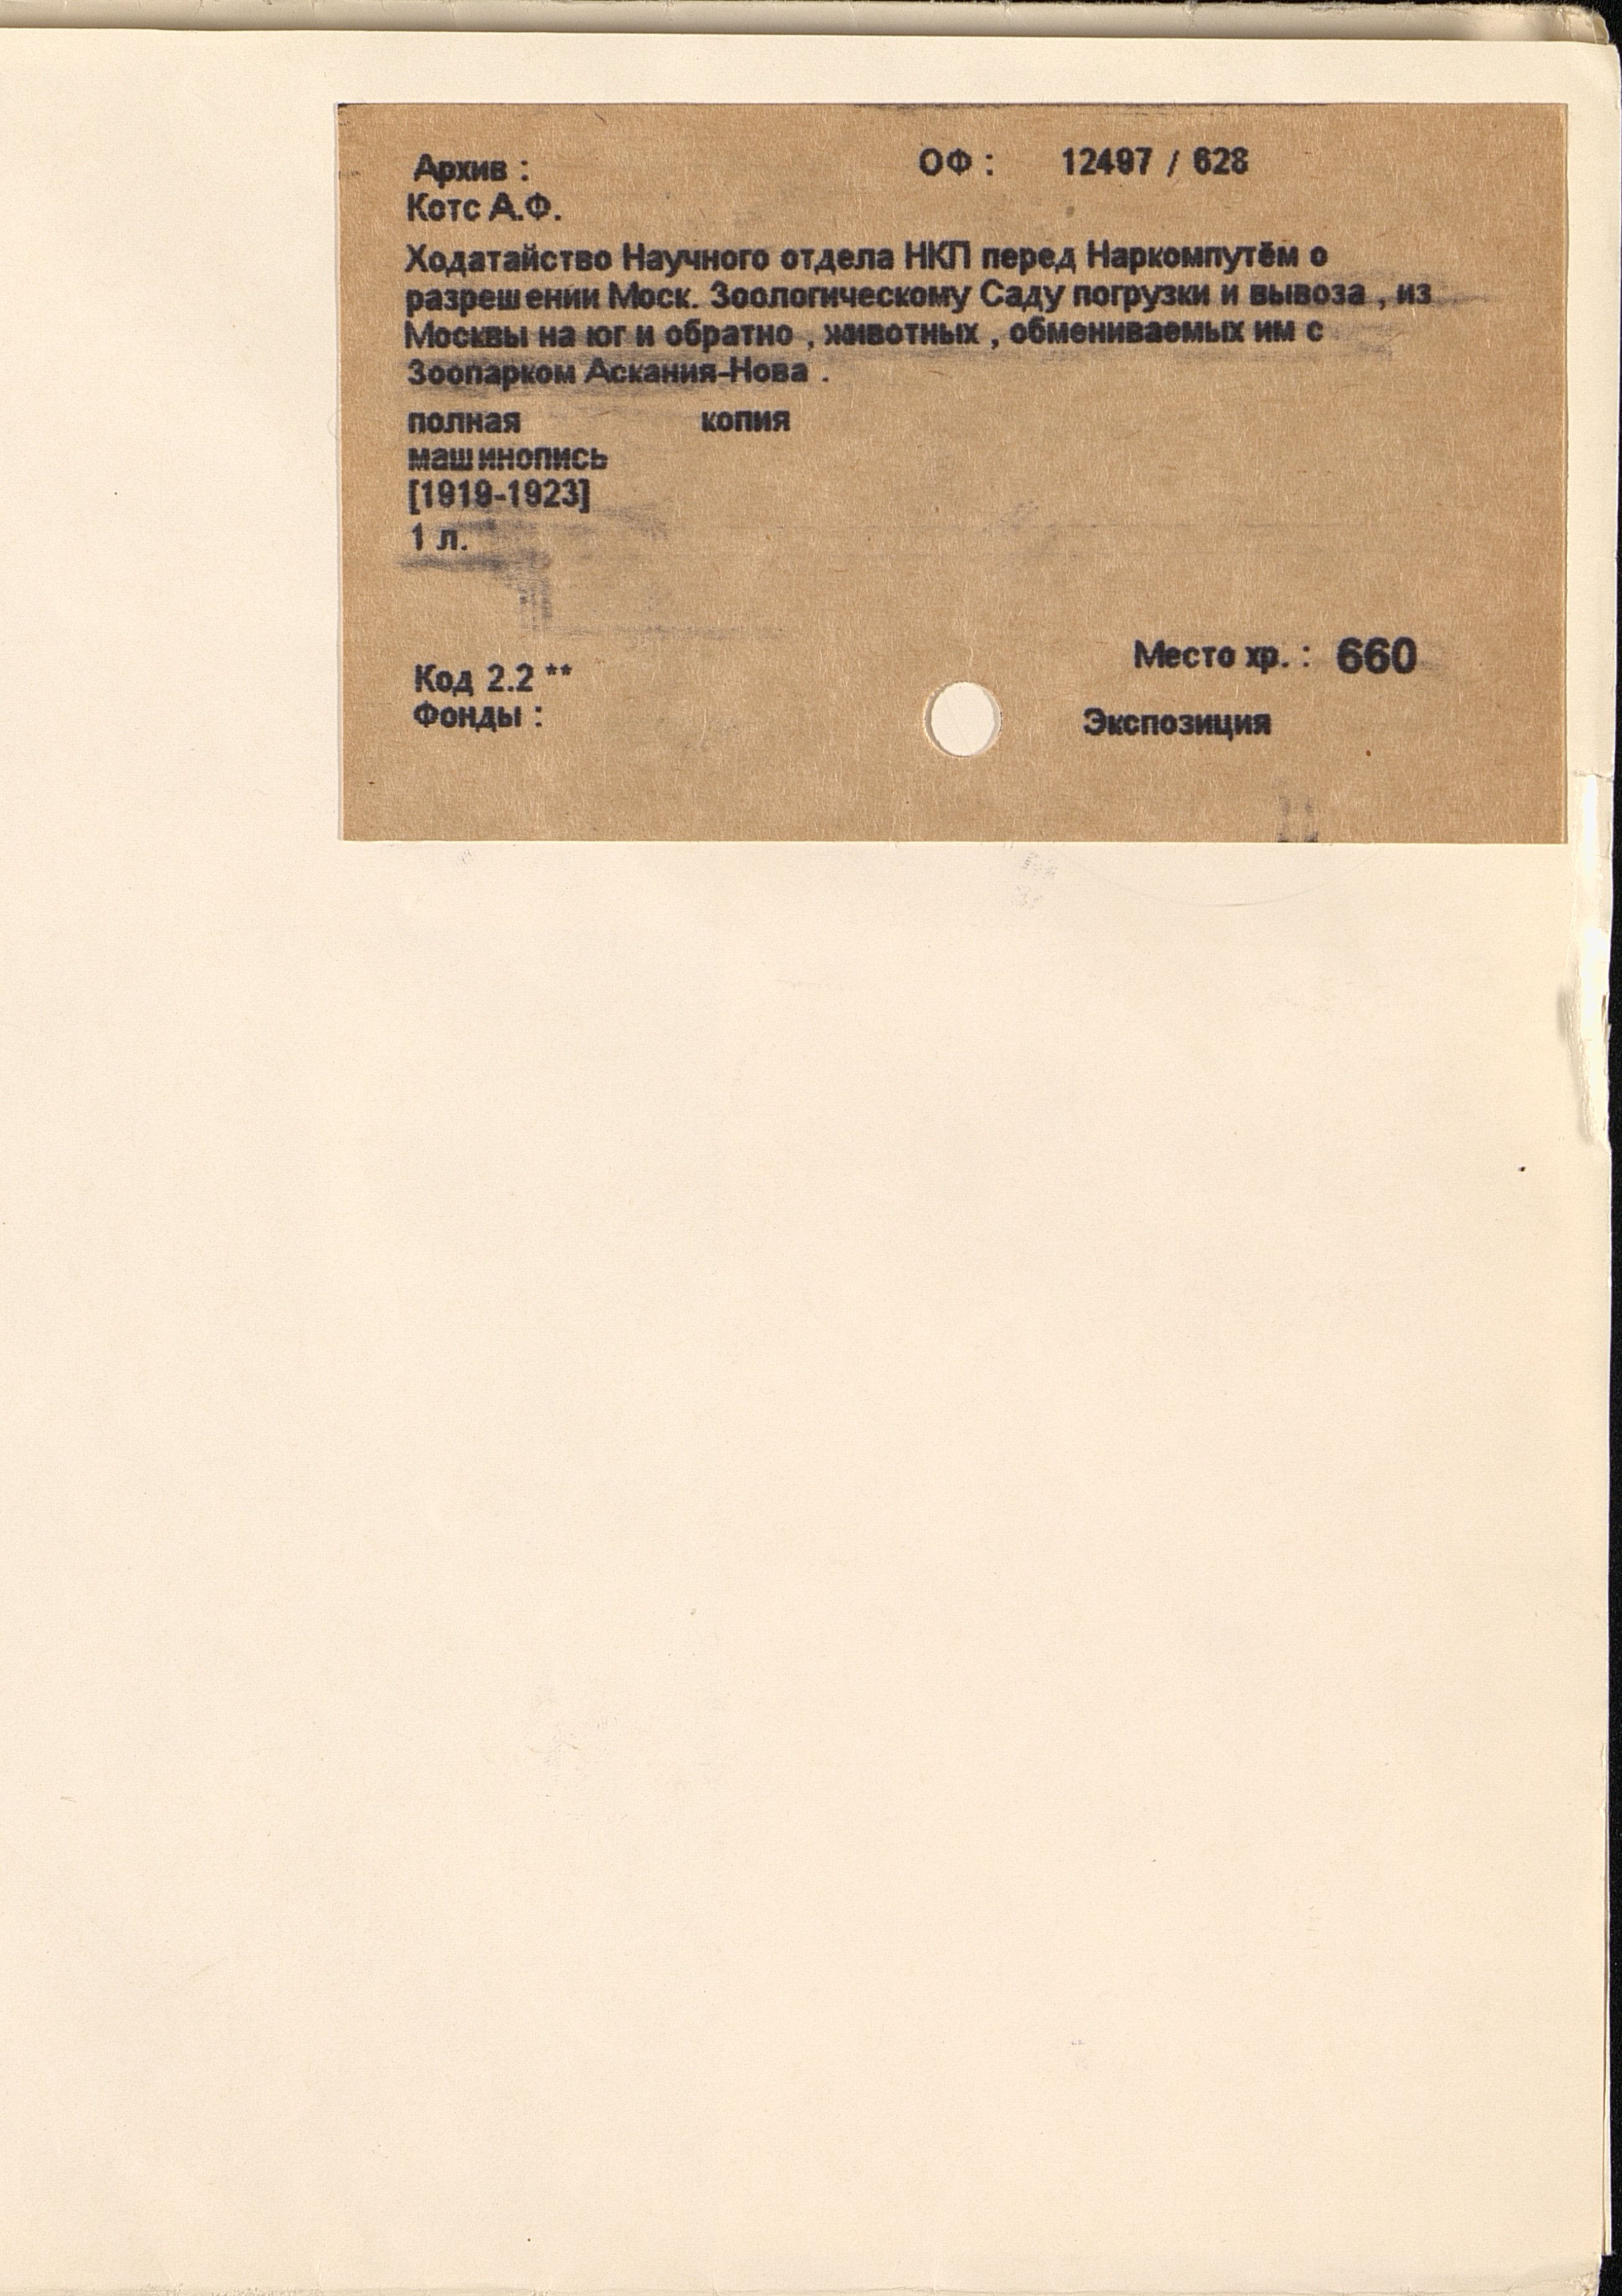 Архив :
ОФ : 12497 / 628
Котс А.Ф.
Ходатайство Научного отдела НКП перед Наркомпутём о
разрешении Моск. Зоологическому Саду погрузки и вывоза , из
Москвы на юг и обратно , животных , обмениваемых им с
Зоопарком Аскания-Нова .
полная копия
машинопись
[1919-1923]
1 л.
Место хр. : 660
Код 2.2 **
Фонды :
Экспозиция